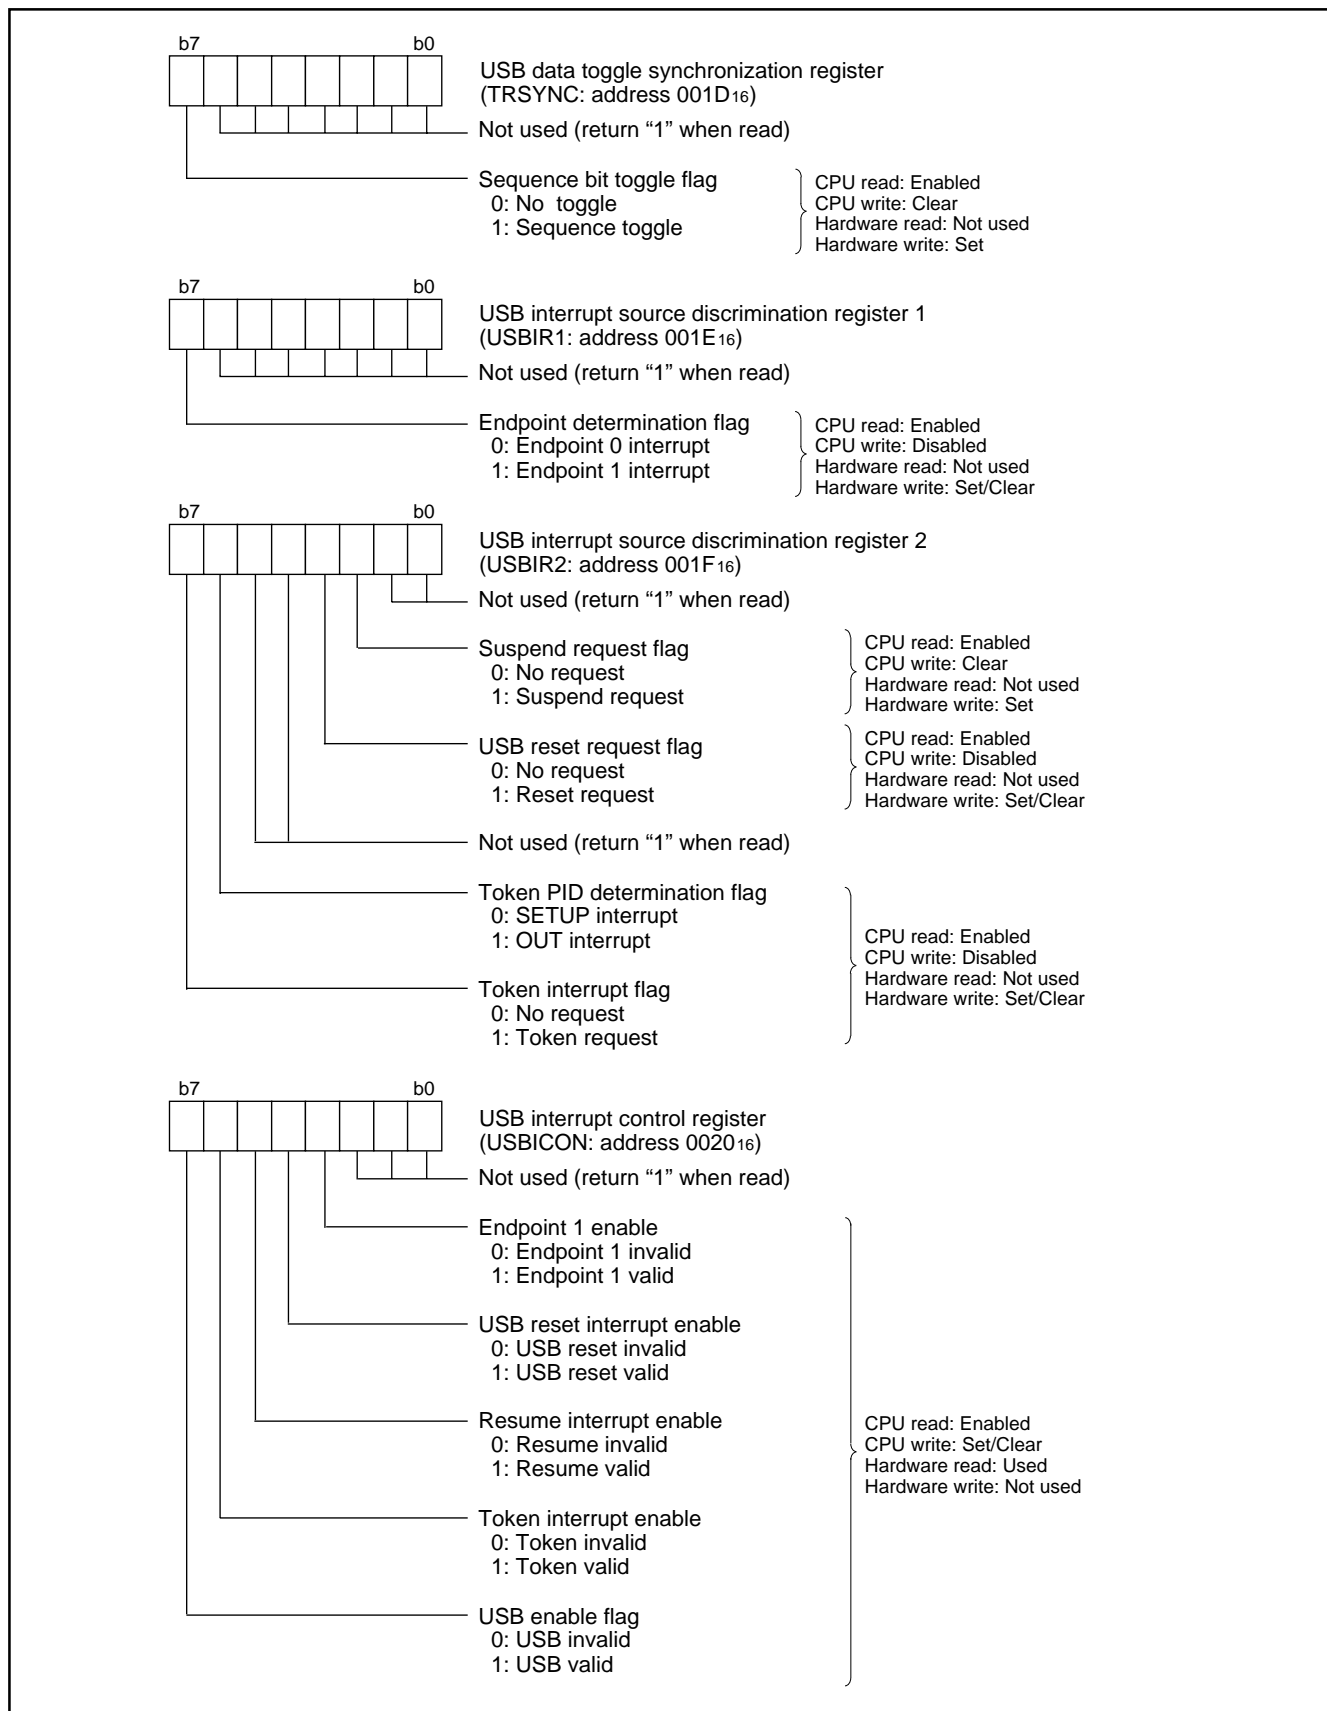 b7 b0
USB data toggle synchronization register
(TRSYNC: address 001D16)
Not used (return “1” when read)
Sequence bit toggle flag
0: No toggle
1: Sequence toggle
CPU read: Enabled
CPU write: Clear
Hardware read: Not used
Hardware write: Set
b7 b0
USB interrupt source discrimination register 1
(USBIR1: address 001E16)
Not used (return “1” when read)
Endpoint determination flag
0: Endpoint 0 interrupt
1: Endpoint 1 interrupt
CPU read: Enabled
CPU write: Disabled
Hardware read: Not used
Hardware write: Set/Clear
b7 b0
USB interrupt source discrimination register 2
(USBIR2: address 001F16)
Not used (return “1” when read)
Suspend request flag
0: No request
1: Suspend request
CPU read: Enabled
CPU write: Clear
Hardware read: Not used
Hardware write: Set
USB reset request flag
0: No request
1: Reset request
CPU read: Enabled
CPU write: Disabled
Hardware read: Not used
Hardware write: Set/Clear
Not used (return “1” when read)
Token PID determination flag
0: SETUP interrupt
1: OUT interrupt
Token interrupt flag
0: No request
1: Token request
CPU read: Enabled
CPU write: Disabled
Hardware read: Not used
Hardware write: Set/Clear
b7 b0
USB interrupt control register
(USBICON: address 002016)
Not used (return “1” when read)
Endpoint 1 enable
0: Endpoint 1 invalid
1: Endpoint 1 valid
USB reset interrupt enable
0: USB reset invalid
1: USB reset valid
Resume interrupt enable
0: Resume invalid
1: Resume valid
Token interrupt enable
0: Token invalid
1: Token valid
USB enable flag
0: USB invalid
1: USB valid
CPU read: Enabled
CPU write: Set/Clear
Hardware read: Used
Hardware write: Not used